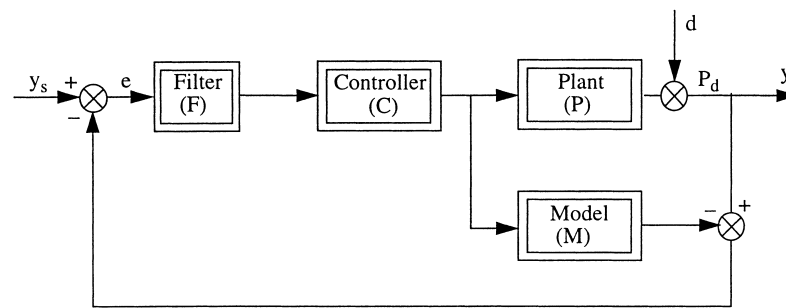 d
y_s
+
e
Filter
(F)
Controller
(C)
Plant
(P)
P_d
y
−
Model
(M)
−
+